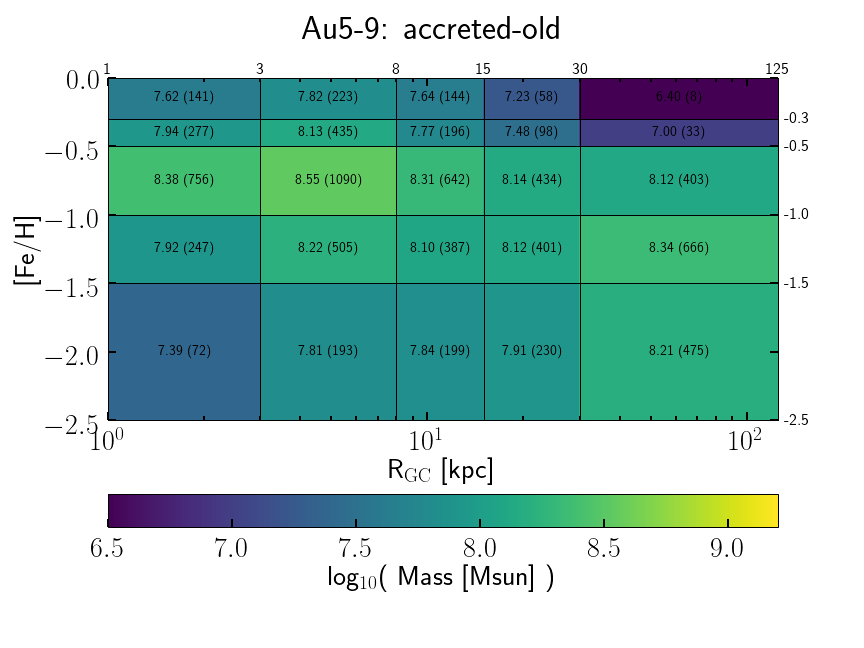 Au5-9: accreted-old
1 3 8 15 30 125
0.0 7.62 (141) 7.82 (223) 7.64 (144) 7.23 (58) 6.40 (8)
-0.3
7.94 (277) 8.13 (435) 7.77 (196) 7.48 (98) 7.00 (33)
−0.5 -0.5
8.38 (756) 8.55 (1090) 8.31 (642) 8.14 (434) 8.12 (403)
−1.0 -1.0
[Fe/H]
7.92 (247) 8.22 (505) 8.10 (387) 8.12 (401) 8.34 (666)
−1.5 -1.5
7.39 (72) 7.81 (193) 7.84 (199) 7.91 (230) 8.21 (475)
−2.0
−2.5 -2.5
10⁰ 10¹ 10²
R_GC [kpc]
6.5 7.0 7.5 8.0 8.5 9.0
log₁₀( Mass [Msun] )